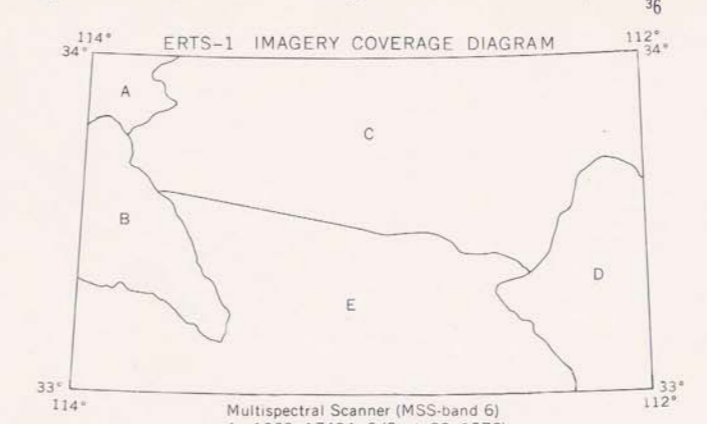 36
114° 112°
34° ERTS-1 IMAGERY COVERAGE DIAGRAM 34°
A
C
B
D
E
33° 33°
114° 112°
Multispectral Scanner (MSS-band 6)